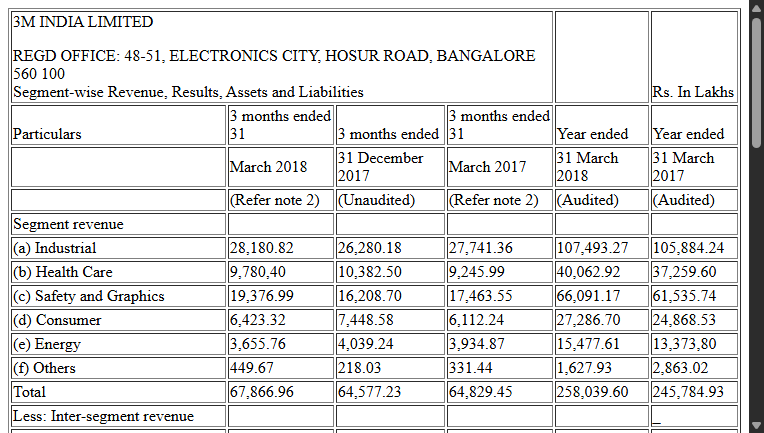 3M INDIA LIMITED
REGD OFFICE: 48-51, ELECTRONICS CITY, HOSUR ROAD, BANGALORE
560 100
Segment-wise Revenue, Results, Assets and Liabilities Rs. In Lakhs
Particulars 3 months ended 31 3 months ended 3 months ended 31 Year ended Year ended
March 2018 31 December 2017 March 2017 31 March 2018 31 March 2017
(Refer note 2) (Unaudited) (Refer note 2) (Audited) (Audited)
Segment revenue
(a) Industrial 28,180.82 26,280.18 27,741.36 107,493.27 105,884.24
(b) Health Care 9,780,40 10,382.50 9,245.99 40,062.92 37,259.60
(c) Safety and Graphics 19,376.99 16,208.70 17,463.55 66,091.17 61,535.74
(d) Consumer 6,423.32 7,448.58 6,112.24 27,286.70 24,868.53
(e) Energy 3,655.76 4,039.24 3,934.87 15,477.61 13,373,80
(f) Others 449.67 218.03 331.44 1,627.93 2,863.02
Total 67,866.96 64,577.23 64,829.45 258,039.60 245,784.93
Less: Inter-segment revenue _